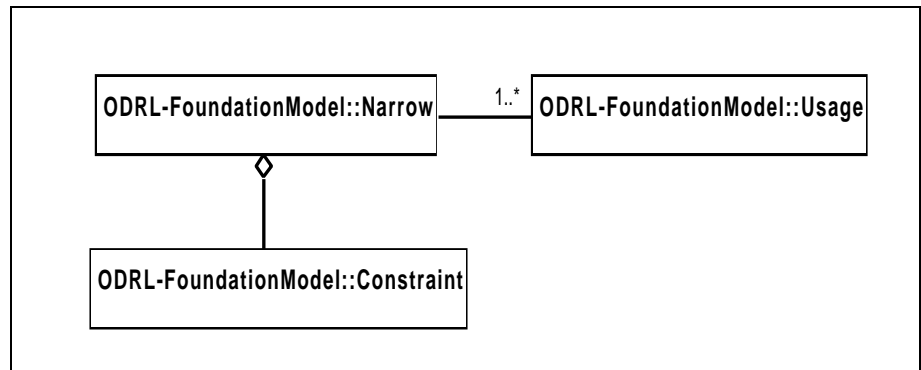 ODRL-FoundationModel::Narrow
1..*
ODRL-FoundationModel::Usage
ODRL-FoundationModel::Constraint